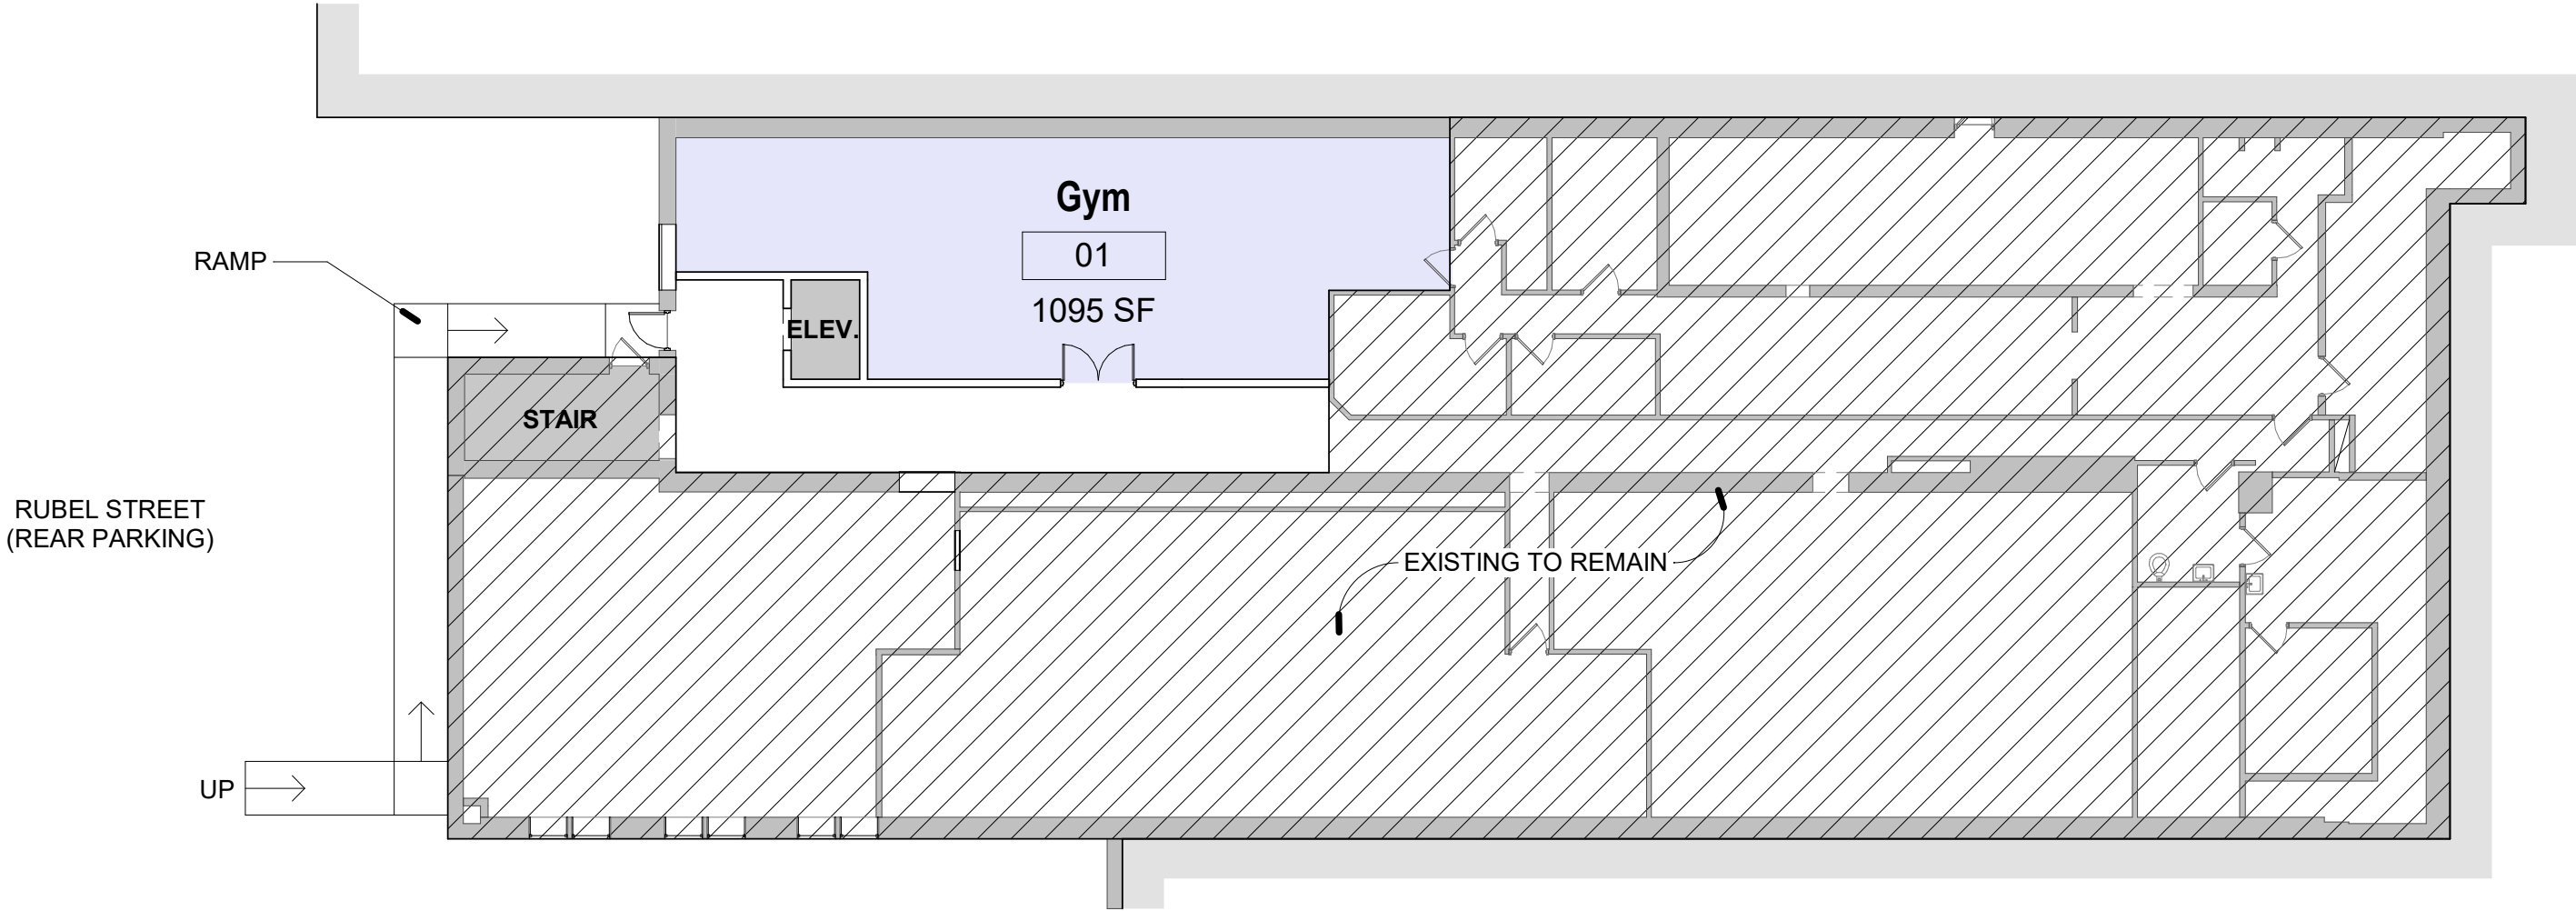 Gym
01
1095 SF
RAMP
ELEV.
STAIR
RUBEL STREET
(REAR PARKING)
EXISTING TO REMAIN
UP